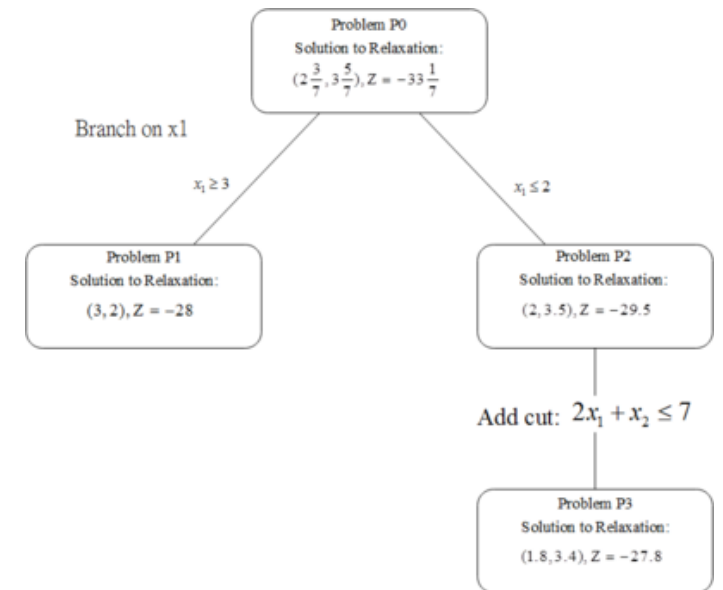 Problem P0
Solution to Relaxation:
(2 3/7, 3 5/7), Z = −33 1/7
Branch on x1
x₁ ≥ 3
x₁ ≤ 2
Problem P1
Solution to Relaxation:
(3, 2), Z = −28
Problem P2
Solution to Relaxation:
(2, 3.5), Z = −29.5
Add cut: 2x₁ + x₂ ≤ 7
Problem P3
Solution to Relaxation:
(1.8, 3.4), Z = −27.8